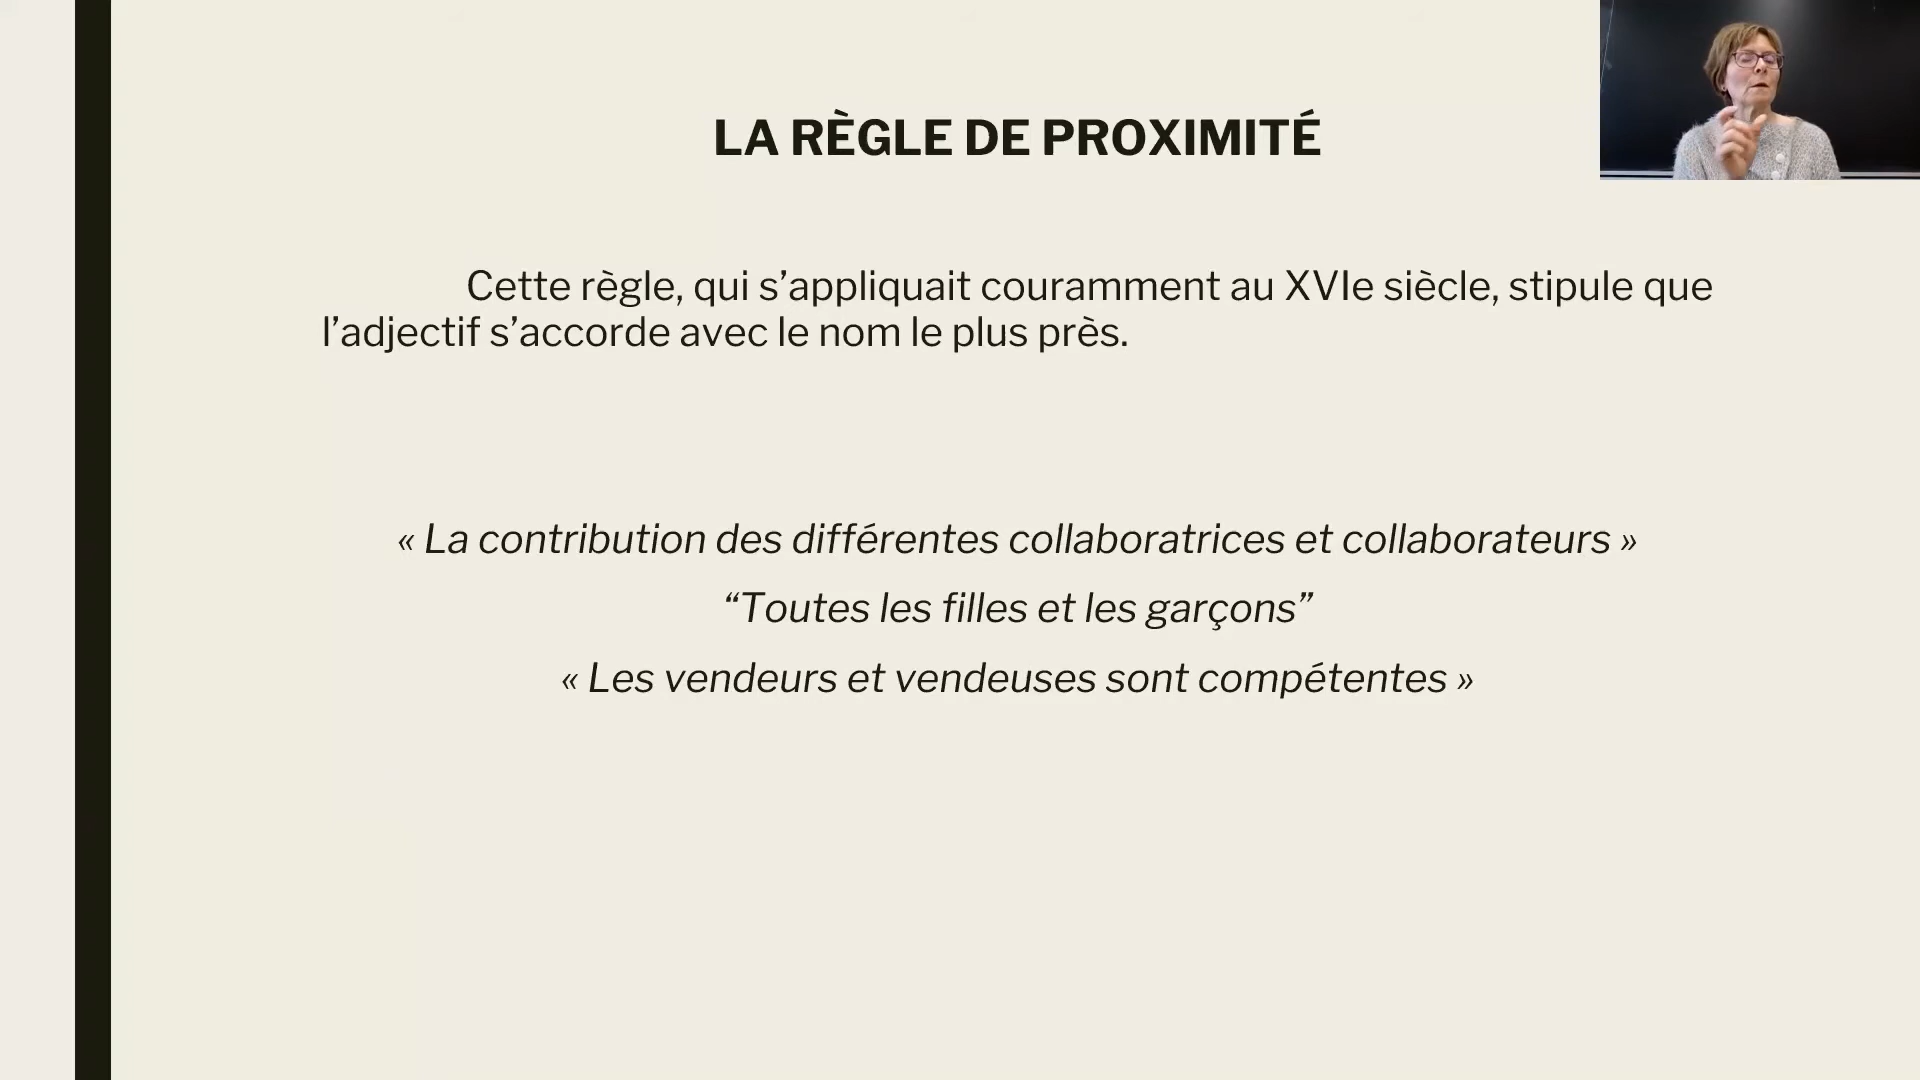 LA RÈGLE DE PROXIMITÉ
Cette règle, qui s’appliquait couramment au XVIe siècle, stipule que
l’adjectif s’accorde avec le nom le plus près.
« La contribution des différentes collaboratrices et collaborateurs »
“Toutes les filles et les garçons”
« Les vendeurs et vendeuses sont compétentes »